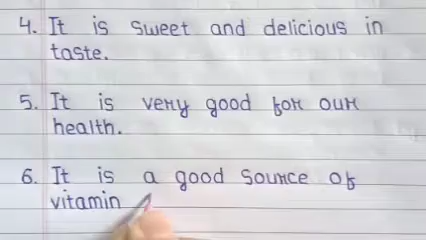 4. It is sweet and delicious in
taste.
5. It is very good for our
health.
6. It is a good source of
vitamin